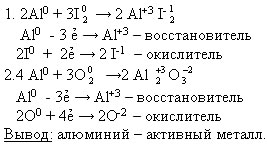 1. 2Al⁰ + 3I⁰₂ → 2 Al⁺³ I⁻¹₂
Al⁰ - 3 ē → Al⁺³ – восстановитель
2I⁰ + 2ē → 2 I⁻¹ – окислитель
2.4 Al⁰ + 3O⁰₂ →2 Al⁺³₂O⁻²₃
Al⁰ - 3ē → Al⁺³ – восстановитель
2O⁰ + 4ē → 2O⁻² – окислитель
Вывод: алюминий – активный металл.